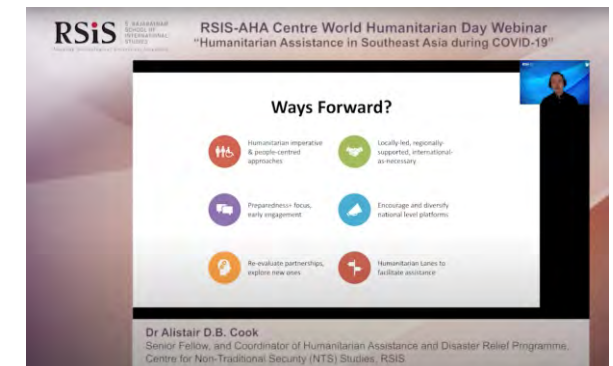 RSiS
S. RAJARATNAM
SCHOOL OF
INTERNATIONAL
STUDIES
RSIS-AHA Centre World Humanitarian Day Webinar
“Humanitarian Assistance in Southeast Asia during COVID-19”
Ways Forward?
Humanitarian imperative
& people-centred
approaches
Locally-led, regionally-
supported, international-
as-necessary
Preparedness+ focus,
early engagement
Encourage and diversify
national level platforms
Re-evaluate partnerships,
explore new ones
Humanitarian Lanes to
facilitate assistance
Dr Alistair D.B. Cook
Senior Fellow, and Coordinator of Humanitarian Assistance and Disaster Relief Programme,
Centre for Non-Traditional Security (NTS) Studies, RSIS